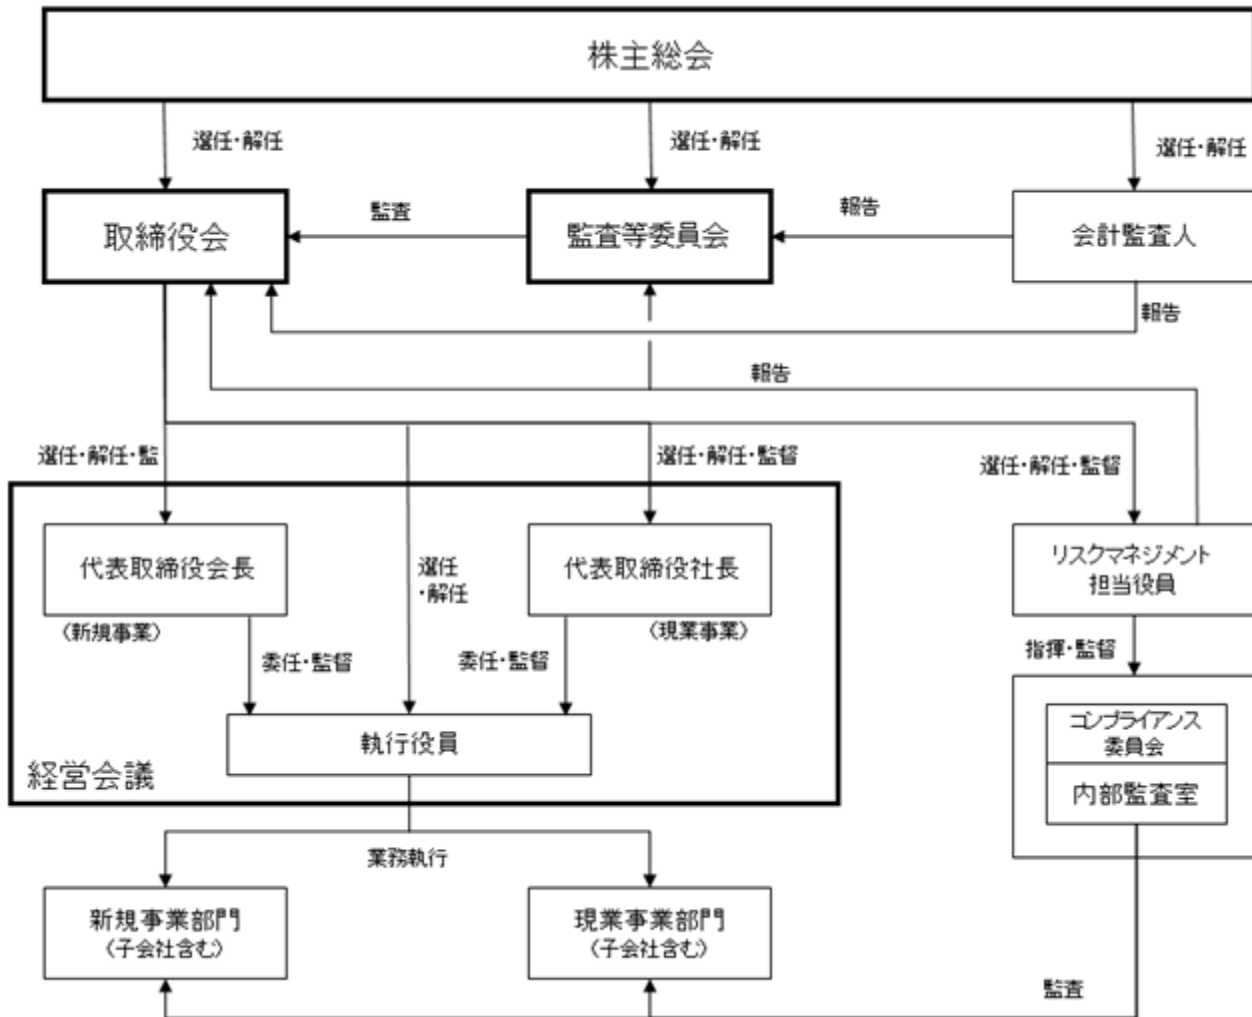 株主総会
選任・解任
選任・解任
選任・解任
取締役会
監査
監査等委員会
報告
会計監査人
報告
報告
選任・解任・監
選任・解任・監督
選任・解任・監督
代表取締役会長
〈新規事業〉
選任
・解任
代表取締役社長
〈現業事業〉
リスクマネジメント
担当役員
委任・監督
委任・監督
指揮・監督
執行役員
経営会議
コンプライアンス
委員会
内部監査室
業務執行
新規事業部門
〈子会社含む〉
現業事業部門
〈子会社含む〉
監査